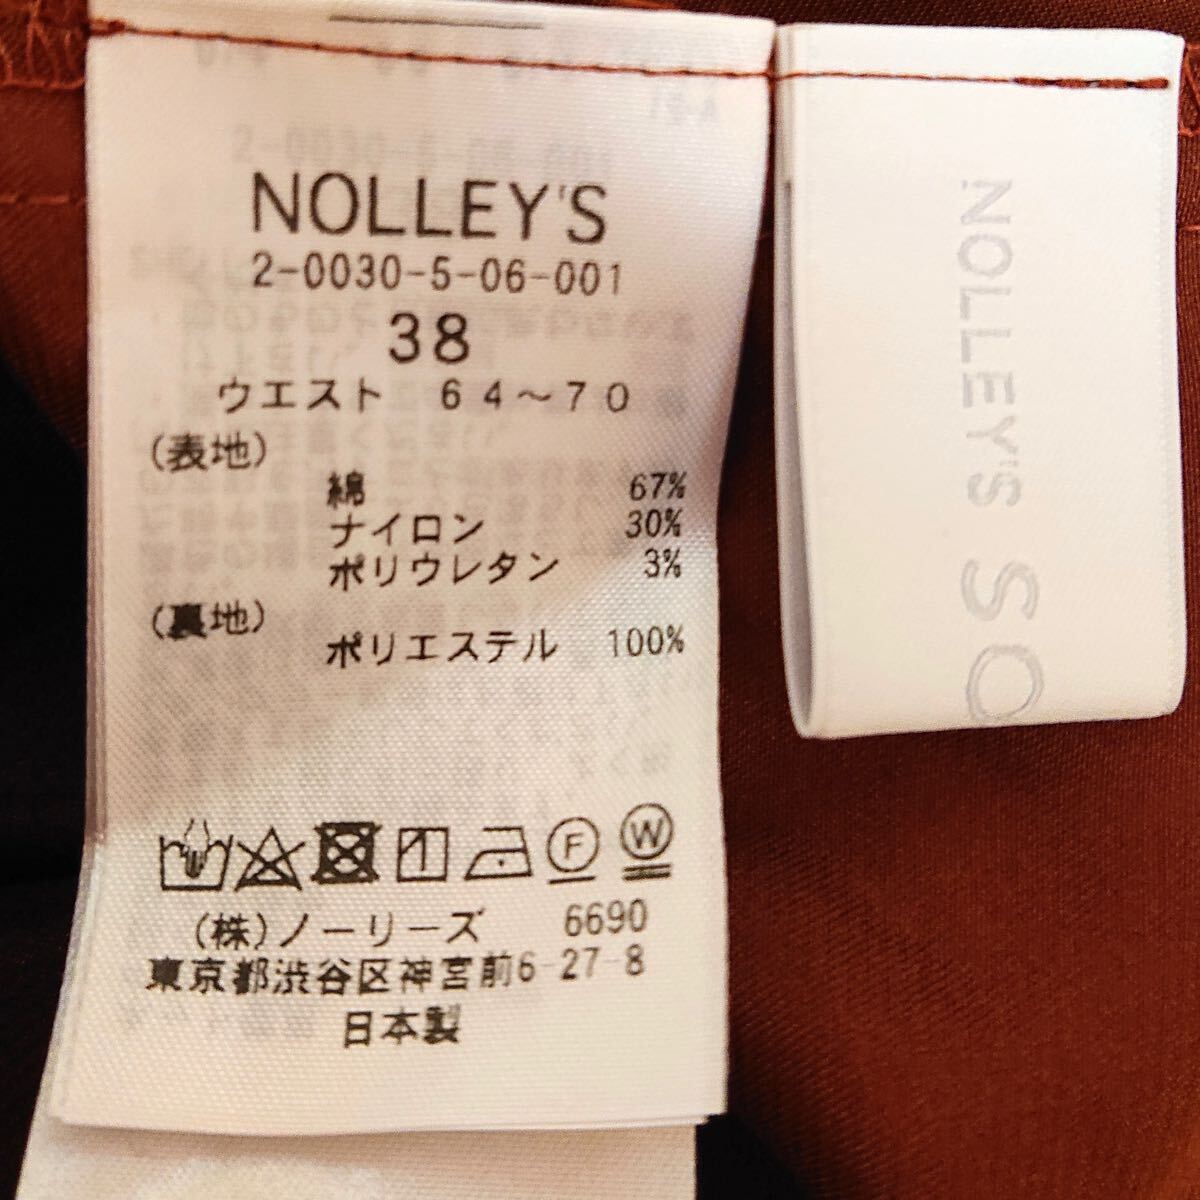 NOLLEY'S
2-0030-5-06-001
38
ウエスト 64~70
(表地)
綿 67%
ナイロン 30%
ポリウレタン 3%
(裏地)
ポリエステル 100%
F W
(株)ノーリーズ 6690
東京都渋谷区神宮前6-27-8
日本製
NOLLEY'S SO